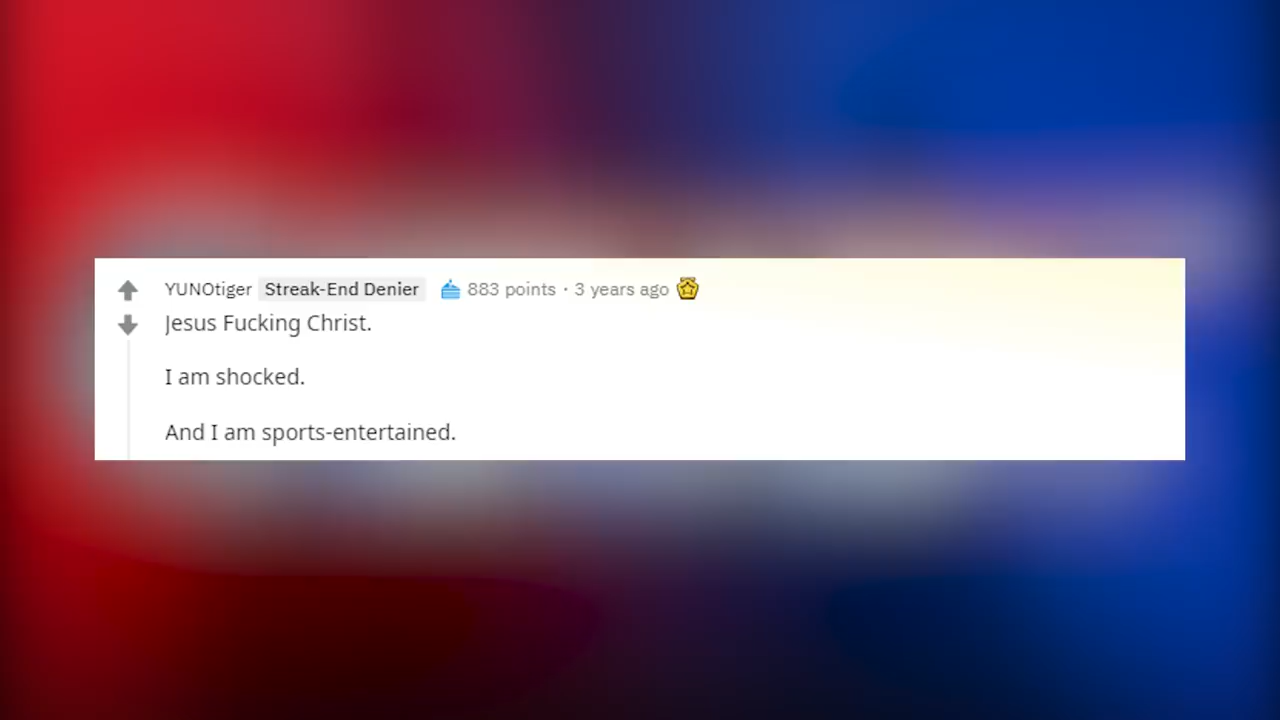 YUNOtiger Streak-End Denier 883 points · 3 years ago
Jesus Fucking Christ.
I am shocked.
And I am sports-entertained.